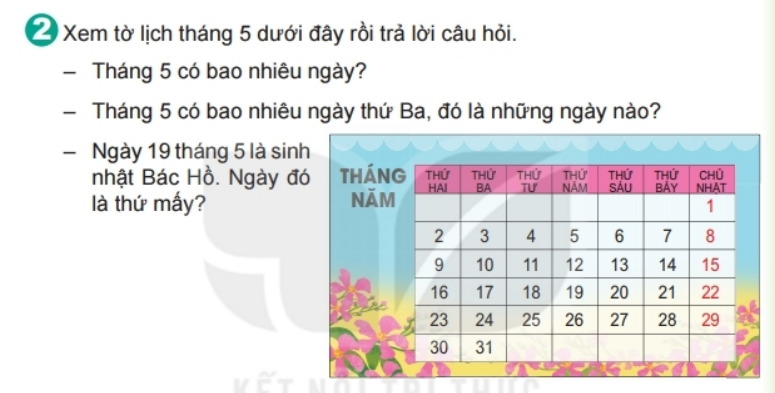 2 Xem tờ lịch tháng 5 dưới đây rồi trả lời câu hỏi.
– Tháng 5 có bao nhiêu ngày?
– Tháng 5 có bao nhiêu ngày thứ Ba, đó là những ngày nào?
– Ngày 19 tháng 5 là sinh
nhật Bác Hồ. Ngày đó
là thứ mấy?
THÁNG
NĂM
THỨ HAI THỨ BA THỨ TƯ THỨ NĂM THỨ SÁU THỨ BẢY CHỦ NHẬT
1
2 3 4 5 6 7 8
9 10 11 12 13 14 15
16 17 18 19 20 21 22
23 24 25 26 27 28 29
30 31
KẾT NỐI TRI THỨC